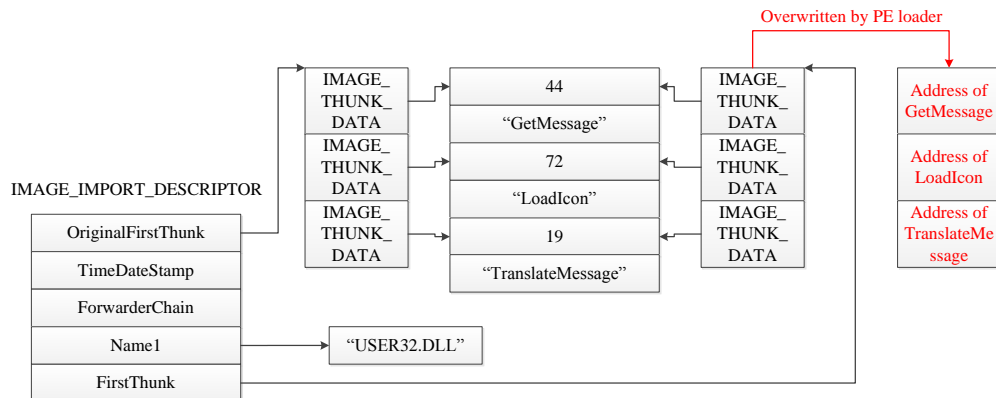 Overwritten by PE loader
IMAGE_
THUNK_
DATA
IMAGE_
THUNK_
DATA
IMAGE_
THUNK_
DATA
44
“GetMessage”
72
“LoadIcon”
19
“TranslateMessage”
IMAGE_
THUNK_
DATA
IMAGE_
THUNK_
DATA
IMAGE_
THUNK_
DATA
Address of
GetMessage
Address of
LoadIcon
Address of
TranslateMe
ssage
IMAGE_IMPORT_DESCRIPTOR
OriginalFirstThunk
TimeDateStamp
ForwarderChain
Name1
FirstThunk
“USER32.DLL”